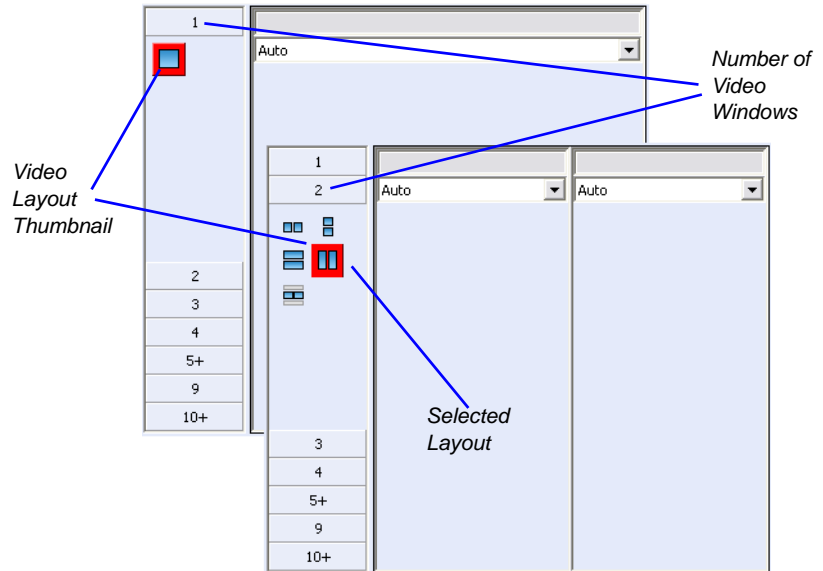 1
Auto
Number of
Video
Windows
Video
Layout
Thumbnail
1
2
Auto
Auto
2
3
4
5+
9
10+
Selected
Layout
3
4
5+
9
10+